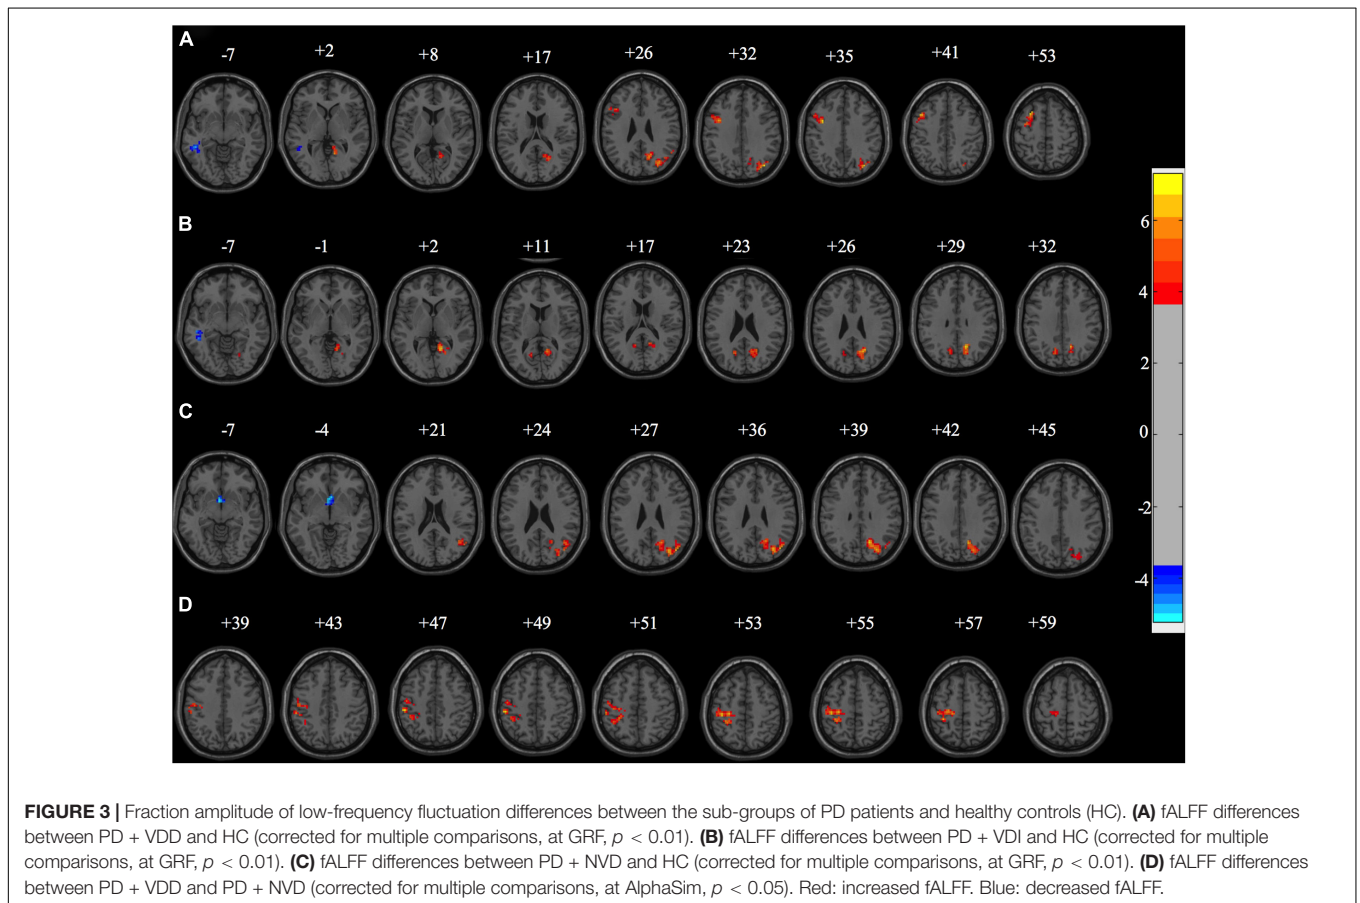 A
-7 +2 +8 +17 +26 +32 +35 +41 +53
B
-7 -1 +2 +11 +17 +23 +26 +29 +32
C
-7 -4 +21 +24 +27 +36 +39 +42 +45
D
+39 +43 +47 +49 +51 +53 +55 +57 +59
6
4
2
0
-2
-4
FIGURE 3 | Fraction amplitude of low-frequency fluctuation differences between the sub-groups of PD patients and healthy controls (HC). (A) fALFF differences
between PD + VDD and HC (corrected for multiple comparisons, at GRF, p < 0.01). (B) fALFF differences between PD + VDI and HC (corrected for multiple
comparisons, at GRF, p < 0.01). (C) fALFF differences between PD + NVD and HC (corrected for multiple comparisons, at GRF, p < 0.01). (D) fALFF differences
between PD + VDD and PD + NVD (corrected for multiple comparisons, at AlphaSim, p < 0.05). Red: increased fALFF. Blue: decreased fALFF.